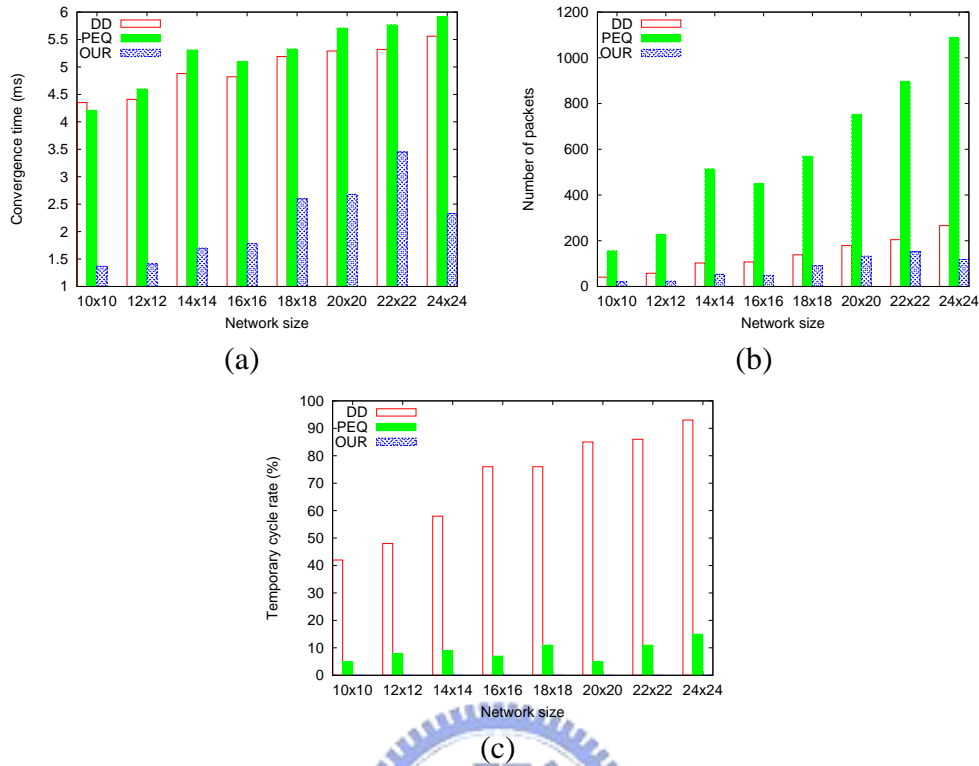 6
5.5
5
4.5
4
3.5
3
2.5
2
1.5
1
Convergence time (ms)
DD
PEQ
OUR
10x10 12x12 14x14 16x16 18x18 20x20 22x22 24x24
Network size
(a)
1200
1000
800
600
400
200
0
Number of packets
DD
PEQ
OUR
10x10 12x12 14x14 16x16 18x18 20x20 22x22 24x24
Network size
(b)
100
90
80
70
60
50
40
30
20
10
0
Temporary cycle rate (%)
DD
PEQ
OUR
10x10 12x12 14x14 16x16 18x18 20x20 22x22 24x24
Network size
(c)